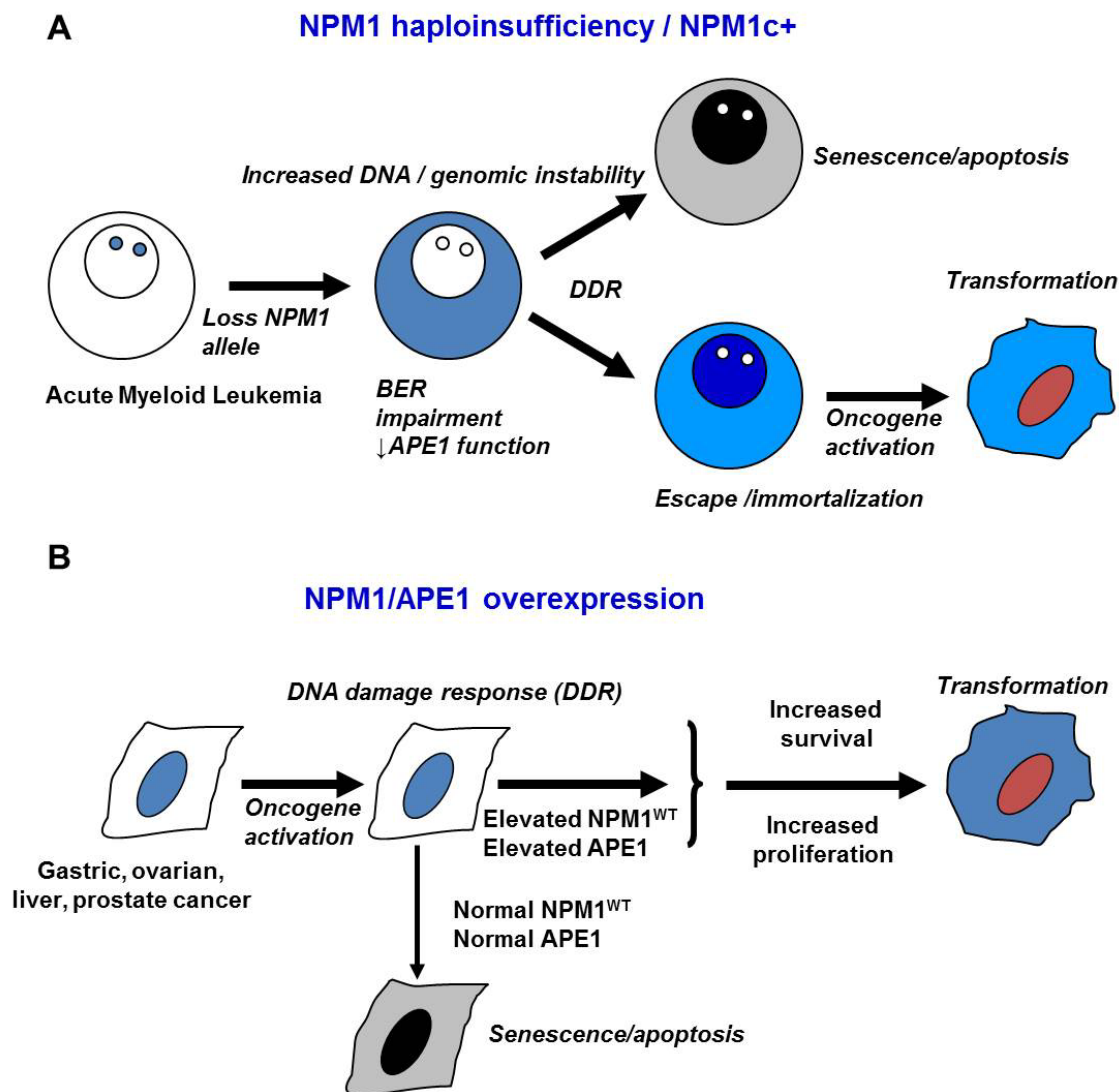 A
NPM1 haploinsufficiency / NPM1c+
Senescence/apoptosis
Increased DNA / genomic instability
Loss NPM1
allele
DDR
Transformation
Acute Myeloid Leukemia
BER
impairment
↓APE1 function
Oncogene
activation
Escape /immortalization
B
NPM1/APE1 overexpression
DNA damage response (DDR)
Transformation
Increased
survival
Oncogene
activation
Elevated NPM1WT
Elevated APE1
Increased
proliferation
Gastric, ovarian,
liver, prostate cancer
Normal NPM1WT
Normal APE1
Senescence/apoptosis